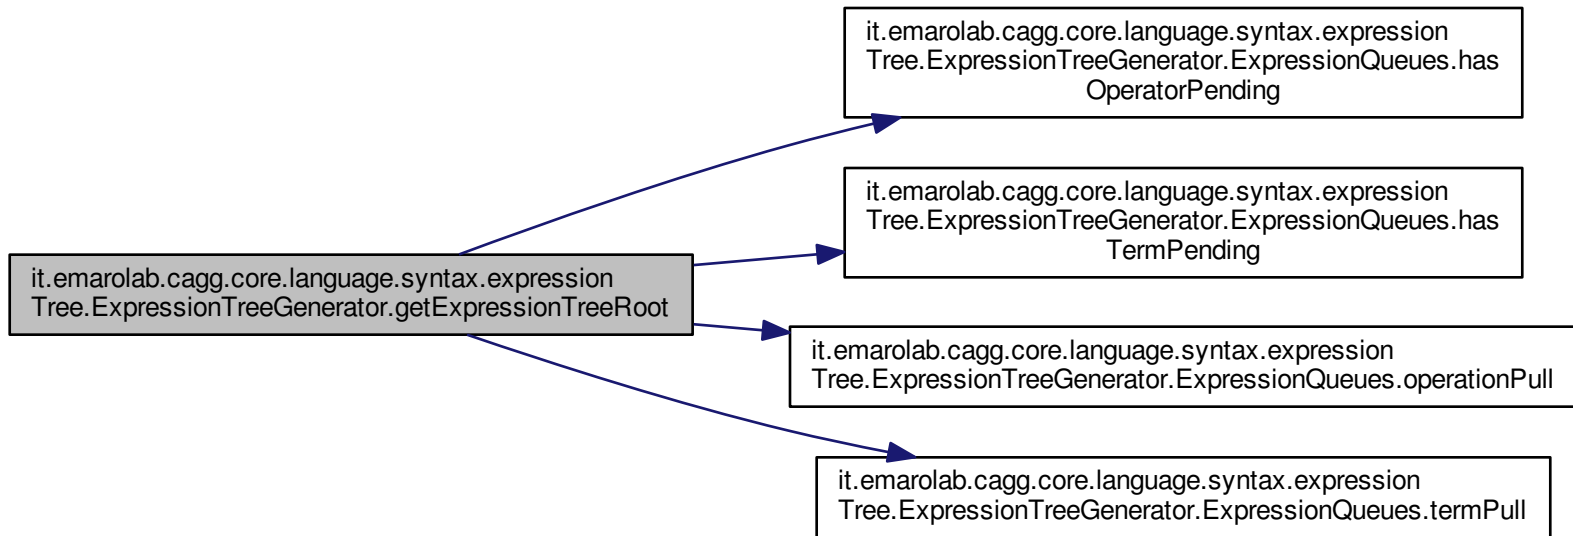 it.emarolab.cagg.core.language.syntax.expression
Tree.ExpressionTreeGenerator.ExpressionQueues.has
OperatorPending
it.emarolab.cagg.core.language.syntax.expression
Tree.ExpressionTreeGenerator.ExpressionQueues.has
TermPending
it.emarolab.cagg.core.language.syntax.expression
Tree.ExpressionTreeGenerator.getExpressionTreeRoot
it.emarolab.cagg.core.language.syntax.expression
Tree.ExpressionTreeGenerator.ExpressionQueues.operationPull
it.emarolab.cagg.core.language.syntax.expression
Tree.ExpressionTreeGenerator.ExpressionQueues.termPull